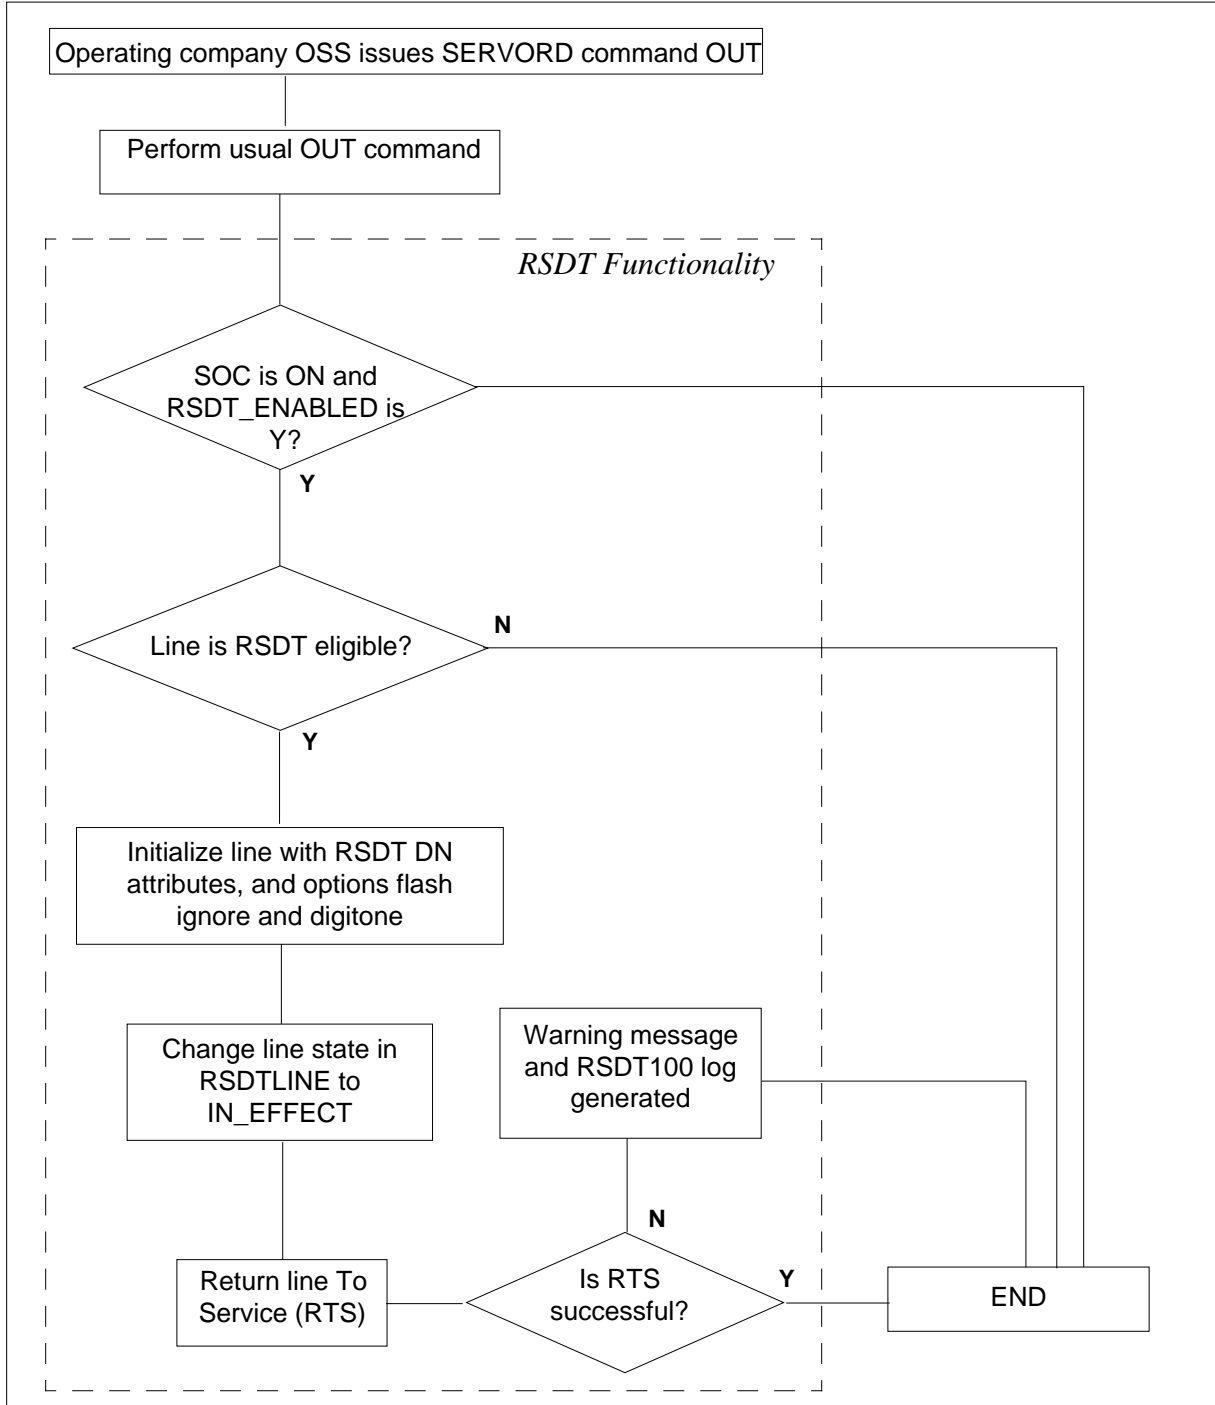 Operating company OSS issues SERVORD command OUT
Perform usual OUT command
RSDT Functionality
SOC is ON and
RSDT_ENABLED is
Y?
Y
Line is RSDT eligible?
N
Y
Initialize line with RSDT DN
attributes, and options flash
ignore and digitone
Change line state in
RSDTLINE to
IN_EFFECT
Warning message
and RSDT100 log
generated
N
Return line To
Service (RTS)
Is RTS
successful?
Y
END